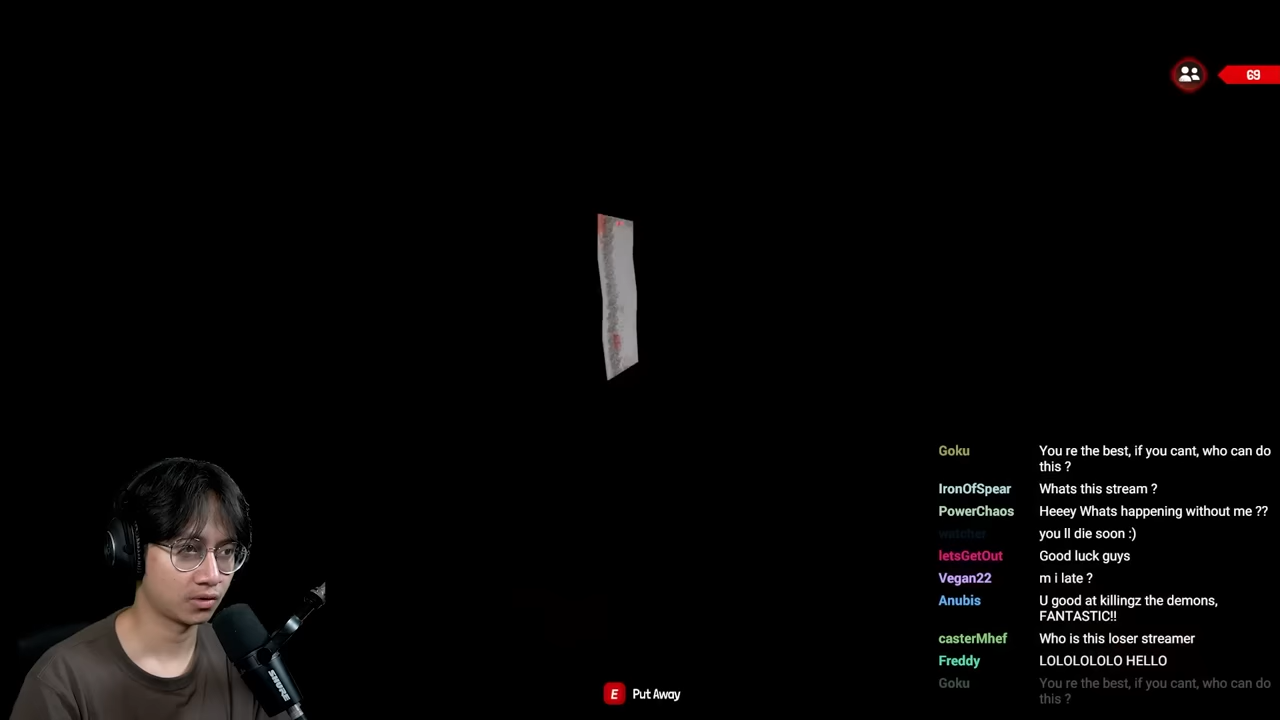 69
Goku You re the best, if you cant, who can do
this ?
IronOfSpear Whats this stream ?
PowerChaos Heeey Whats happening without me ??
watcher you ll die soon :)
letsGetOut Good luck guys
Vegan22 m i late ?
Anubis U good at killingz the demons,
FANTASTIC!!
casterMhef Who is this loser streamer
Freddy LOLOLOLOLO HELLO
Goku You re the best, if you cant, who can do
this ?
E Put Away
SHURE